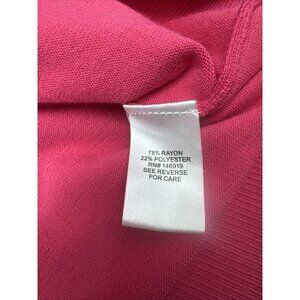 78% RAYON
22% POLYESTER
RN# 146919
SEE REVERSE
FOR CARE